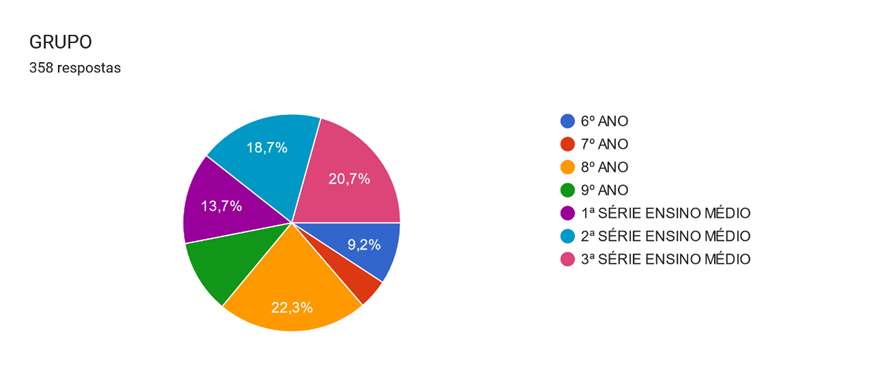 GRUPO
358 respostas
18,7%
20,7%
13,7%
9,2%
22,3%
6º ANO
7º ANO
8º ANO
9º ANO
1ª SÉRIE ENSINO MÉDIO
2ª SÉRIE ENSINO MÉDIO
3ª SÉRIE ENSINO MÉDIO